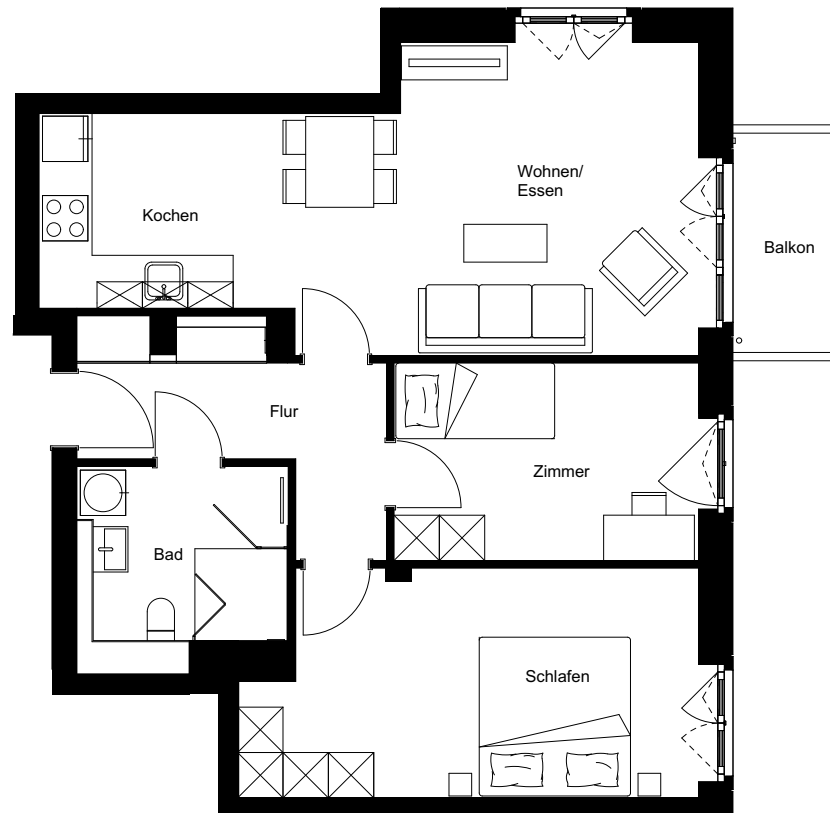 Wohnen/
Essen
Kochen
Balkon
Flur
Zimmer
Bad
Schlafen